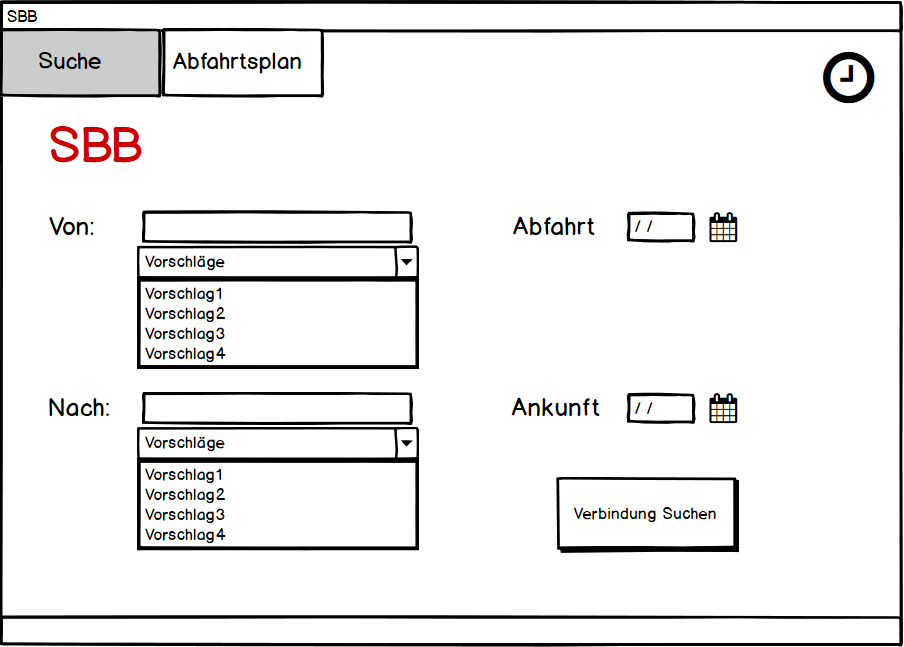 SBB
Suche
Abfahrtsplan
SBB
Von:
Abfahrt
/ /
Vorschläge
Vorschlag1
Vorschlag2
Vorschlag3
Vorschlag4
Nach:
Ankunft
/ /
Vorschläge
Vorschlag1
Vorschlag2
Vorschlag3
Vorschlag4
Verbindung Suchen